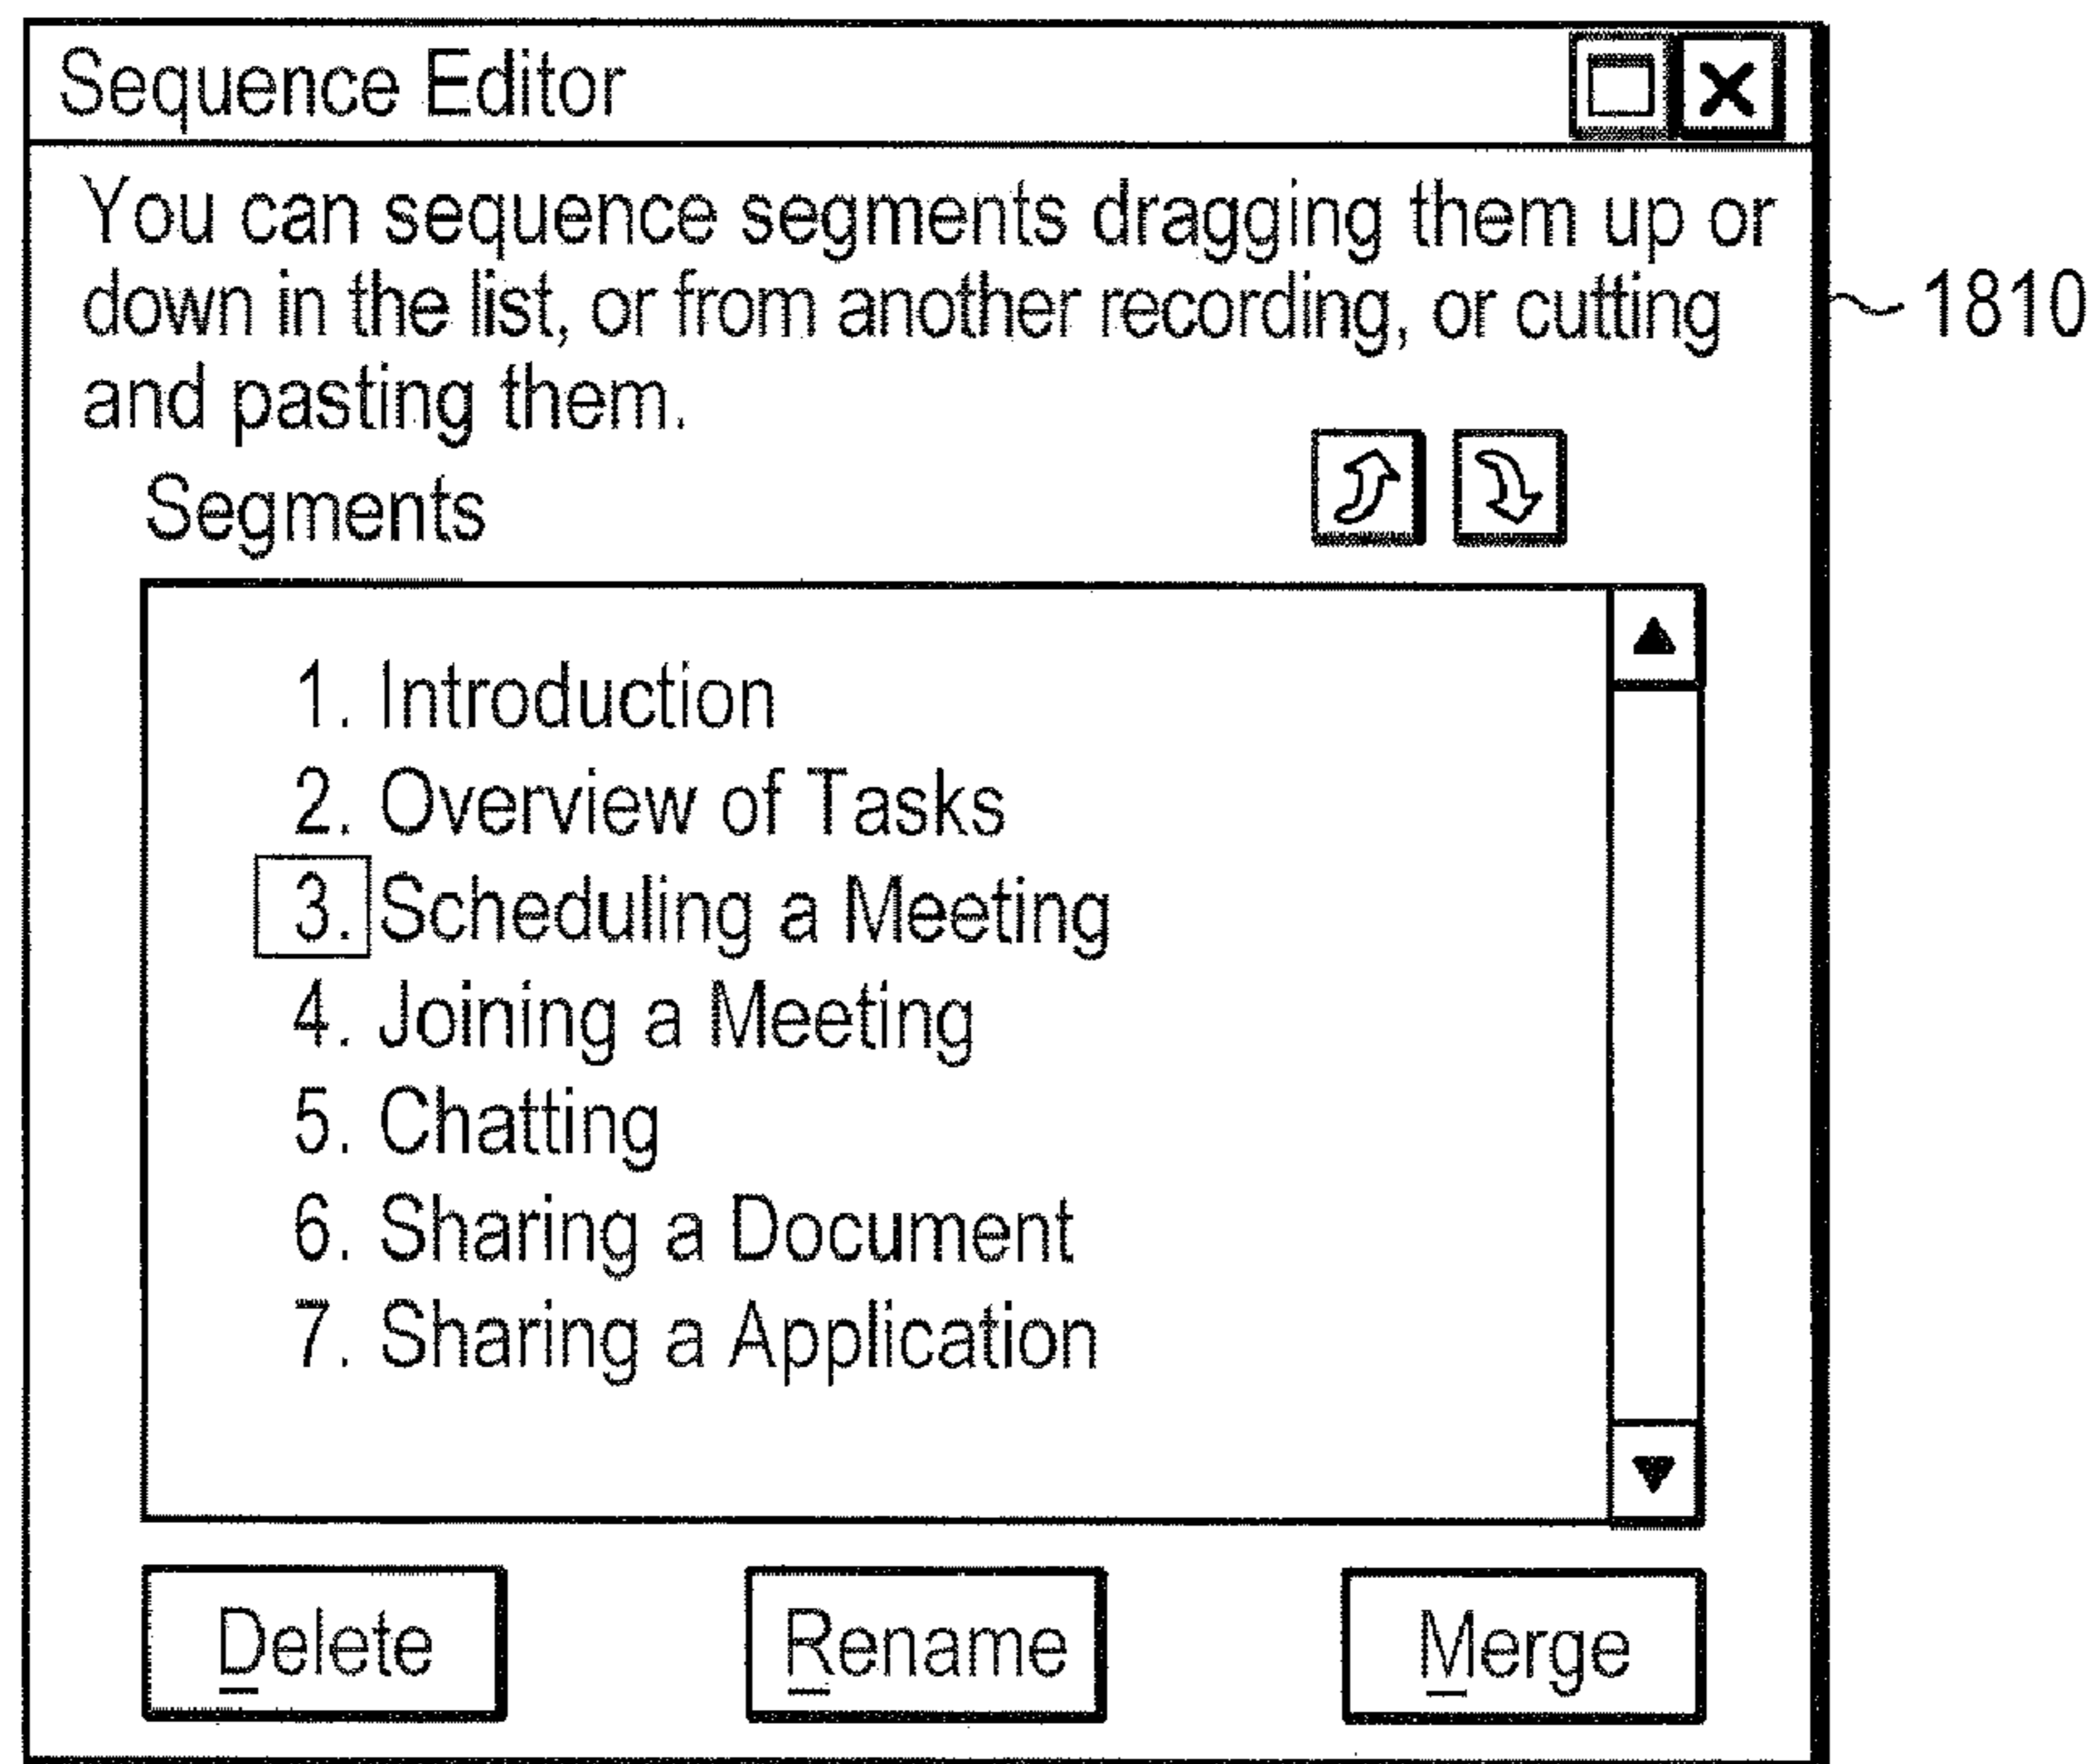 Sequence Editor
You can sequence segments dragging them up or
down in the list, or from another recording, or cutting
and pasting them.
1810
Segments
1. Introduction
2. Overview of Tasks
3. Scheduling a Meeting
4. Joining a Meeting
5. Chatting
6. Sharing a Document
7. Sharing a Application
Delete Rename Merge